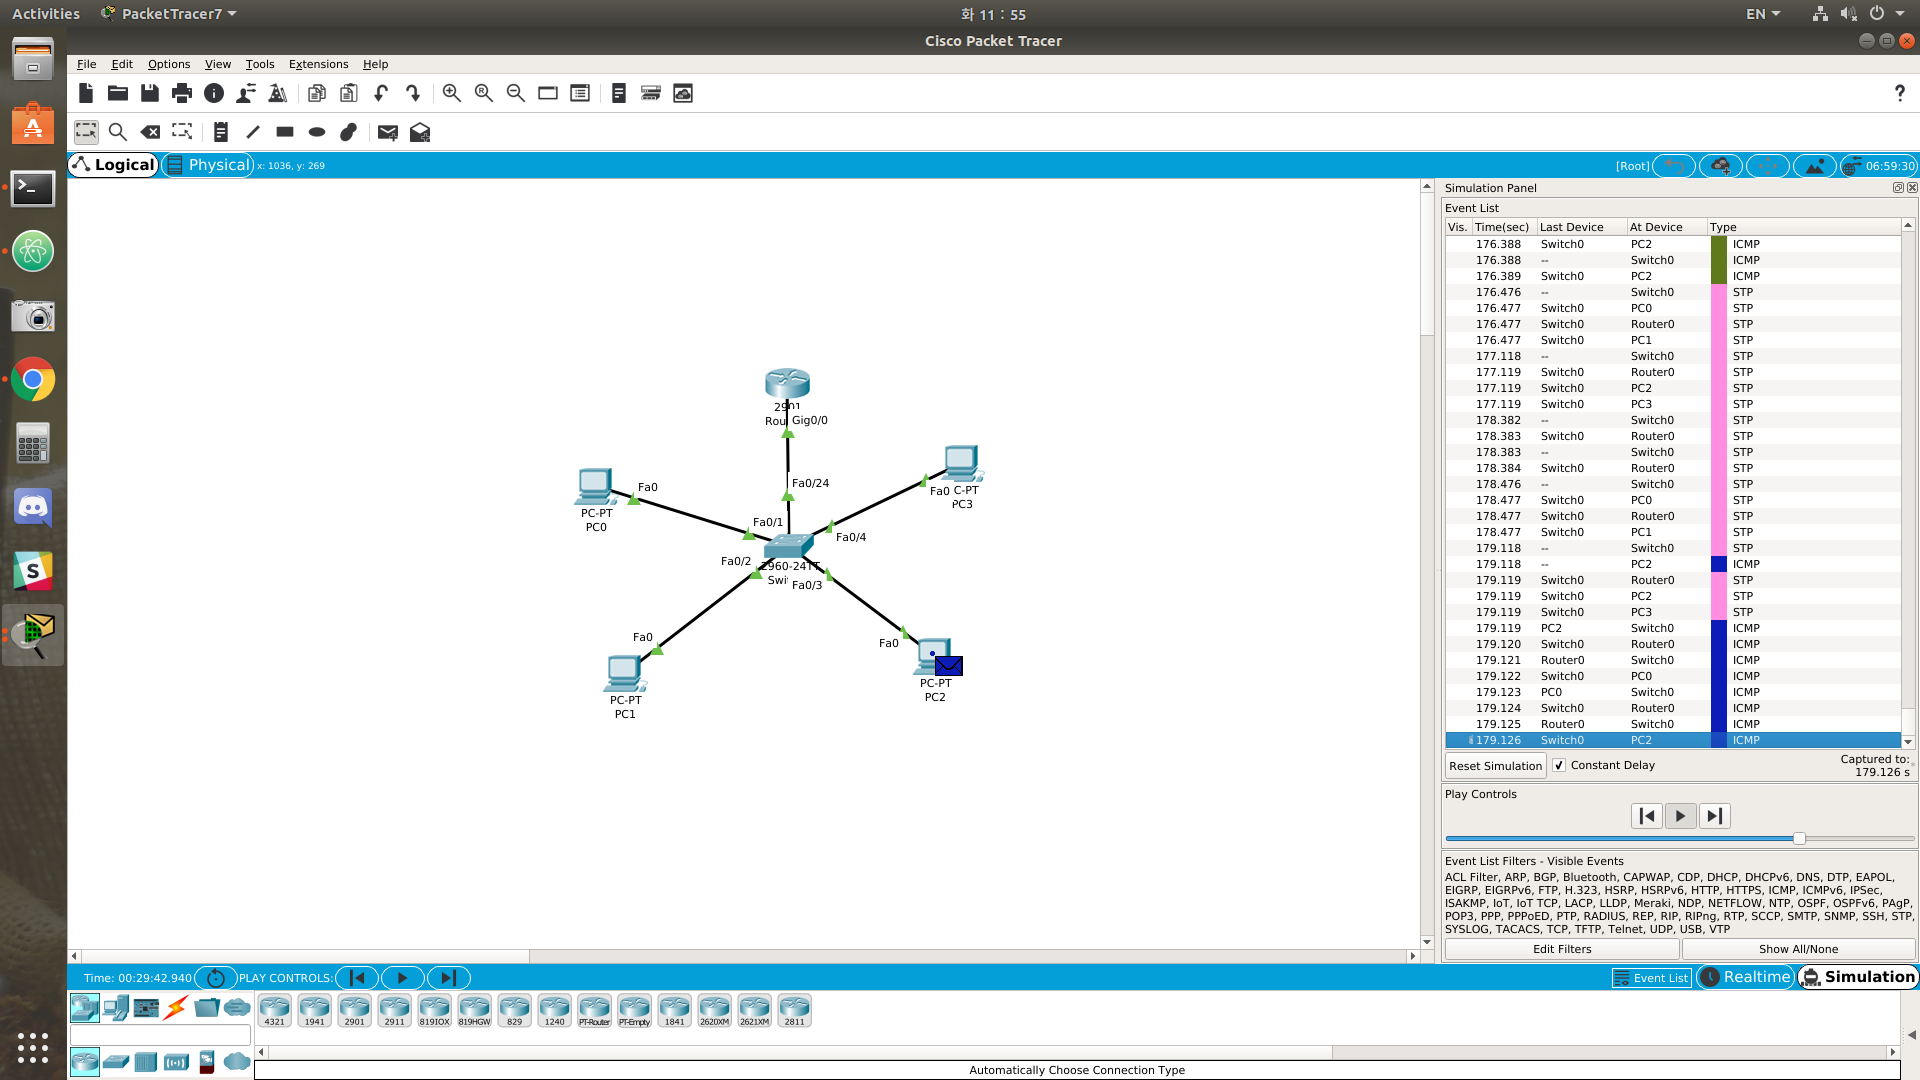 Activities PacketTracer7 화 11 : 55 EN
Cisco Packet Tracer
File Edit Options View Tools Extensions Help
Logical Physical x: 1036, y: 269 [Root] 06:59:30
Simulation Panel
Event List
Vis. Time(sec) Last Device At Device Type
176.388 Switch0 PC2 ICMP
176.388 -- Switch0 ICMP
176.389 Switch0 PC2 ICMP
176.476 -- Switch0 STP
176.477 Switch0 PC0 STP
176.477 Switch0 Router0 STP
176.477 Switch0 PC1 STP
177.118 -- Switch0 STP
177.119 Switch0 Router0 STP
177.119 Switch0 PC2 STP
177.119 Switch0 PC3 STP
178.382 -- Switch0 STP
178.383 Switch0 Router0 STP
178.383 -- Switch0 STP
178.384 Switch0 Router0 STP
178.476 -- Switch0 STP
178.477 Switch0 PC0 STP
178.477 Switch0 Router0 STP
178.477 Switch0 PC1 STP
179.118 -- Switch0 STP
179.118 -- PC2 ICMP
179.119 Switch0 Router0 STP
179.119 Switch0 PC2 STP
179.119 Switch0 PC3 STP
179.119 PC2 Switch0 ICMP
179.120 Switch0 Router0 ICMP
179.121 Router0 Switch0 ICMP
179.122 Switch0 PC0 ICMP
179.123 PC0 Switch0 ICMP
179.124 Switch0 Router0 ICMP
179.125 Router0 Switch0 ICMP
179.126 Switch0 PC2 ICMP
Reset Simulation Constant Delay Captured to:
179.126 s
Play Controls
Event List Filters - Visible Events
ACL Filter, ARP, BGP, Bluetooth, CAPWAP, CDP, DHCP, DHCPv6, DNS, DTP, EAPOL,
EIGRP, EIGRPv6, FTP, H.323, HSRP, HSRPv6, HTTP, HTTPS, ICMP, ICMPv6, IPSec,
ISAKMP, IoT, IoT TCP, LACP, LLDP, Meraki, NDP, NETFLOW, NTP, OSPF, OSPFv6, PAgP,
POP3, PPP, PPPoED, PTP, RADIUS, REP, RIP, RIPng, RTP, SCCP, SMTP, SNMP, SSH, STP,
SYSLOG, TACACS, TCP, TFTP, Telnet, UDP, USB, VTP
Edit Filters Show All/None
2901
Rou Gig0/0
Fa0/24
Fa0
PC-PT
PC0
Fa0/1
Fa0 C-PT
PC3
Fa0/4
Fa0/2
2960-24TT
Swi Fa0/3
Fa0
PC-PT
PC1
Fa0
PC-PT
PC2
Time: 00:29:42.940 PLAY CONTROLS: Event List Realtime Simulation
4321 1941 2901 2911 819IOX 819HGW 829 1240 PT-Router PT-Empty 1841 2620XM 2621XM 2811
Automatically Choose Connection Type